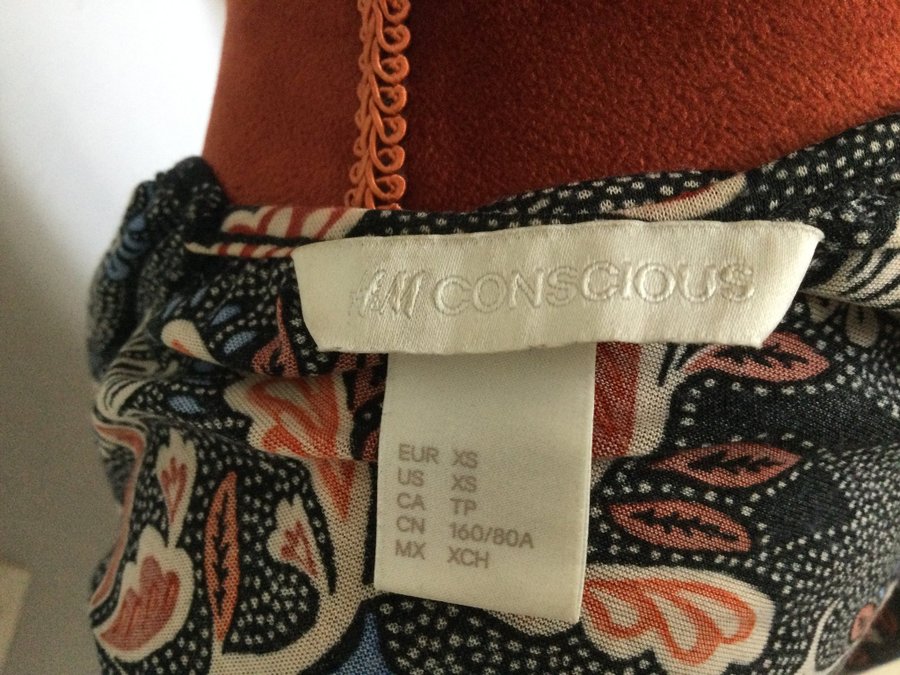 H&M CONSCIOUS
EUR XS
US XS
CA TP
CN 160/80A
MX XCH